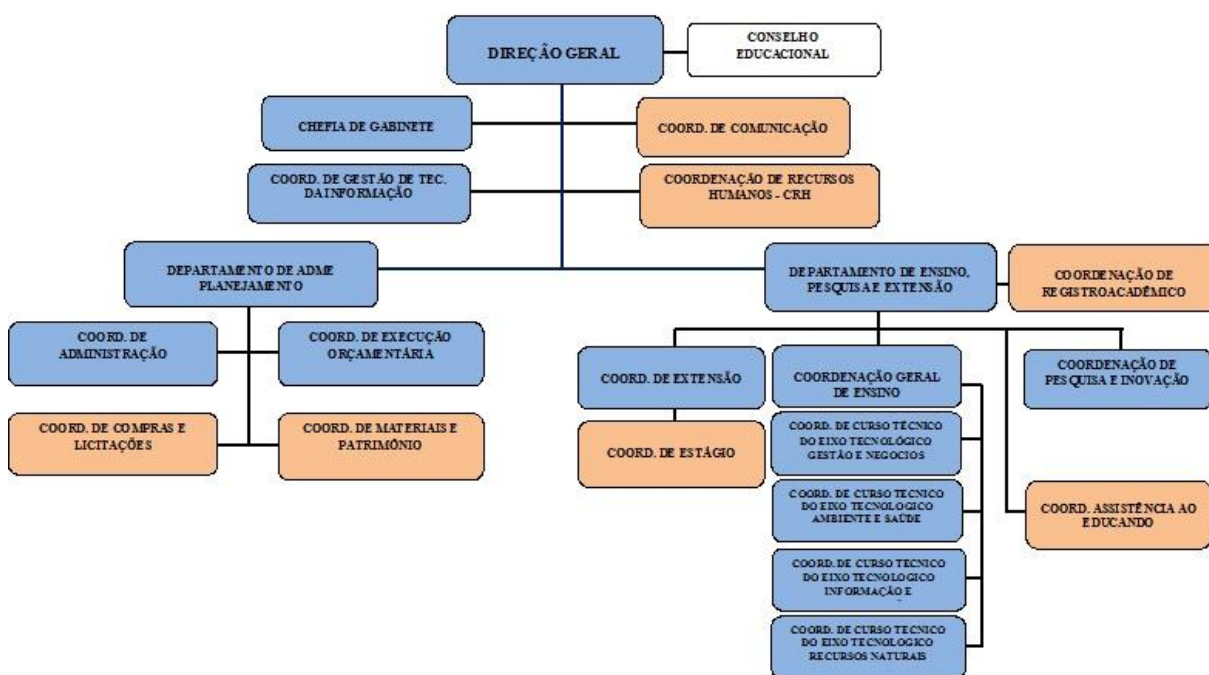 DIREÇÃO GERAL
CONSELHO
EDUCACIONAL
CHEFIA DE GABINETE
COORD. DE COMUNICAÇÃO
COORD. DE GESTÃO DE TEC.
DA INFORMAÇÃO
COORDENAÇÃO DE RECURSOS
HUMANOS - CRH
DEPARTAMENTO DE ADM E
PLANEJAMENTO
DEPARTAMENTO DE ENSINO,
PESQUISA E EXTENSÃO
COORDENAÇÃO DE
REGISTRO ACADÊMICO
COORD. DE
ADMINISTRAÇÃO
COORD. DE EXECUÇÃO
ORÇAMENTÁRIA
COORD. DE COMPRAS E
LICITAÇÕES
COORD. DE MATERIAIS E
PATRIMÔNIO
COORD. DE EXTENSÃO
COORD. DE ESTÁGIO
COORDENAÇÃO GERAL
DE ENSINO
COORD. DE CURSO TÉCNICO
DO EIXO TECNOLÓGICO
GESTÃO E NEGOCIOS
COORD. DE CURSO TECNICO
DO EIXO TECNOLOGICO
AMBIENTE E SAÚDE
COORD. DE CURSO TECNICO
DO EIXO TECNOLOGICO
INFORMAÇÃO E
COORD. DE CURSO TECNICO
DO EIXO TECNOLOGICO
RECURSOS NATURAIS
COORDENAÇÃO DE
PESQUISA E INOVAÇÃO
COORD. ASSISTÊNCIA AO
EDUCANDO